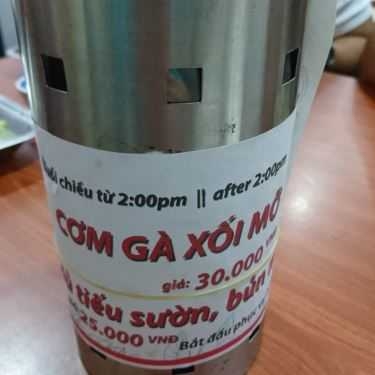 chiều từ 2:00pm || after 2:00pm
CƠM GÀ XỐI MỠ
giá: 30.000 VNĐ
tiếu sườn, bún
25.000 VNĐ Bắt đầu phục